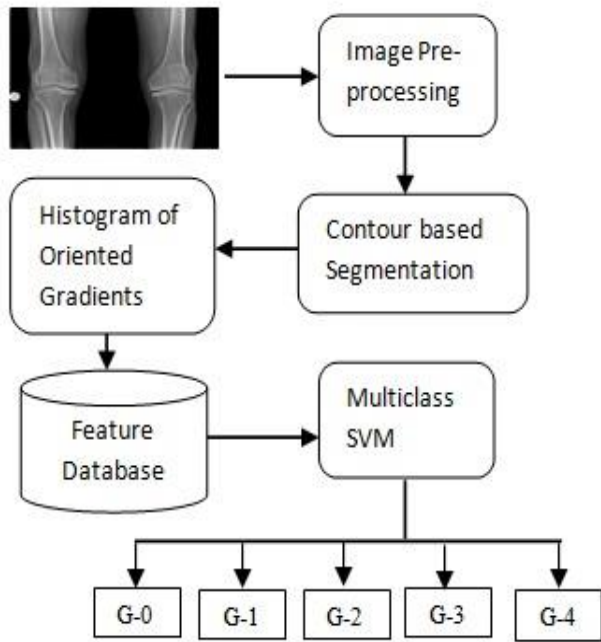 Image Pre-
processing
Histogram of
Oriented
Gradients
Contour based
Segmentation
Feature
Database
Multiclass
SVM
G-0
G-1
G-2
G-3
G-4